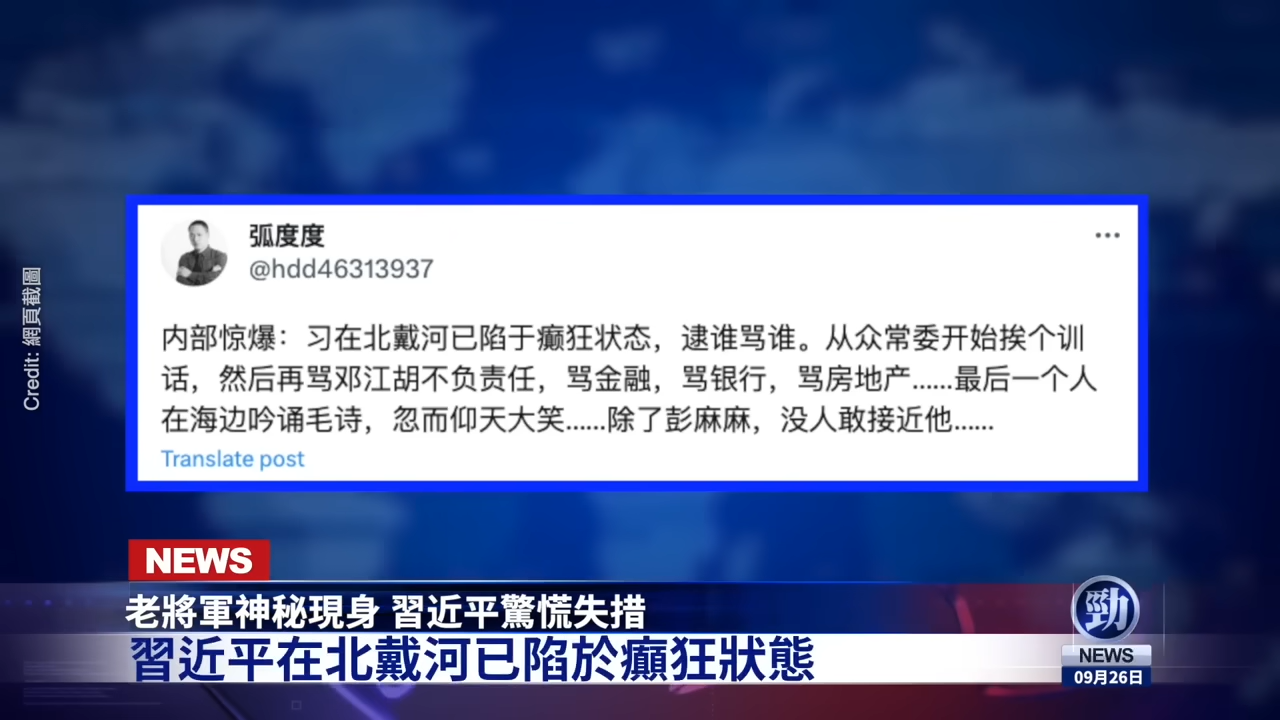 弧度度
@hdd46313937
内部惊爆：习在北戴河已陷于癫狂状态，逮谁骂谁。从众常委开始挨个训
话，然后再骂邓江胡不负责任，骂金融，骂银行，骂房地产......最后一个人
在海边吟诵毛诗，忽而仰天大笑......除了彭麻麻，没人敢接近他......
Translate post
Credit: 網頁截圖
NEWS
老將軍神秘現身 習近平驚慌失措
習近平在北戴河已陷於癲狂狀態
勁
NEWS
09月26日